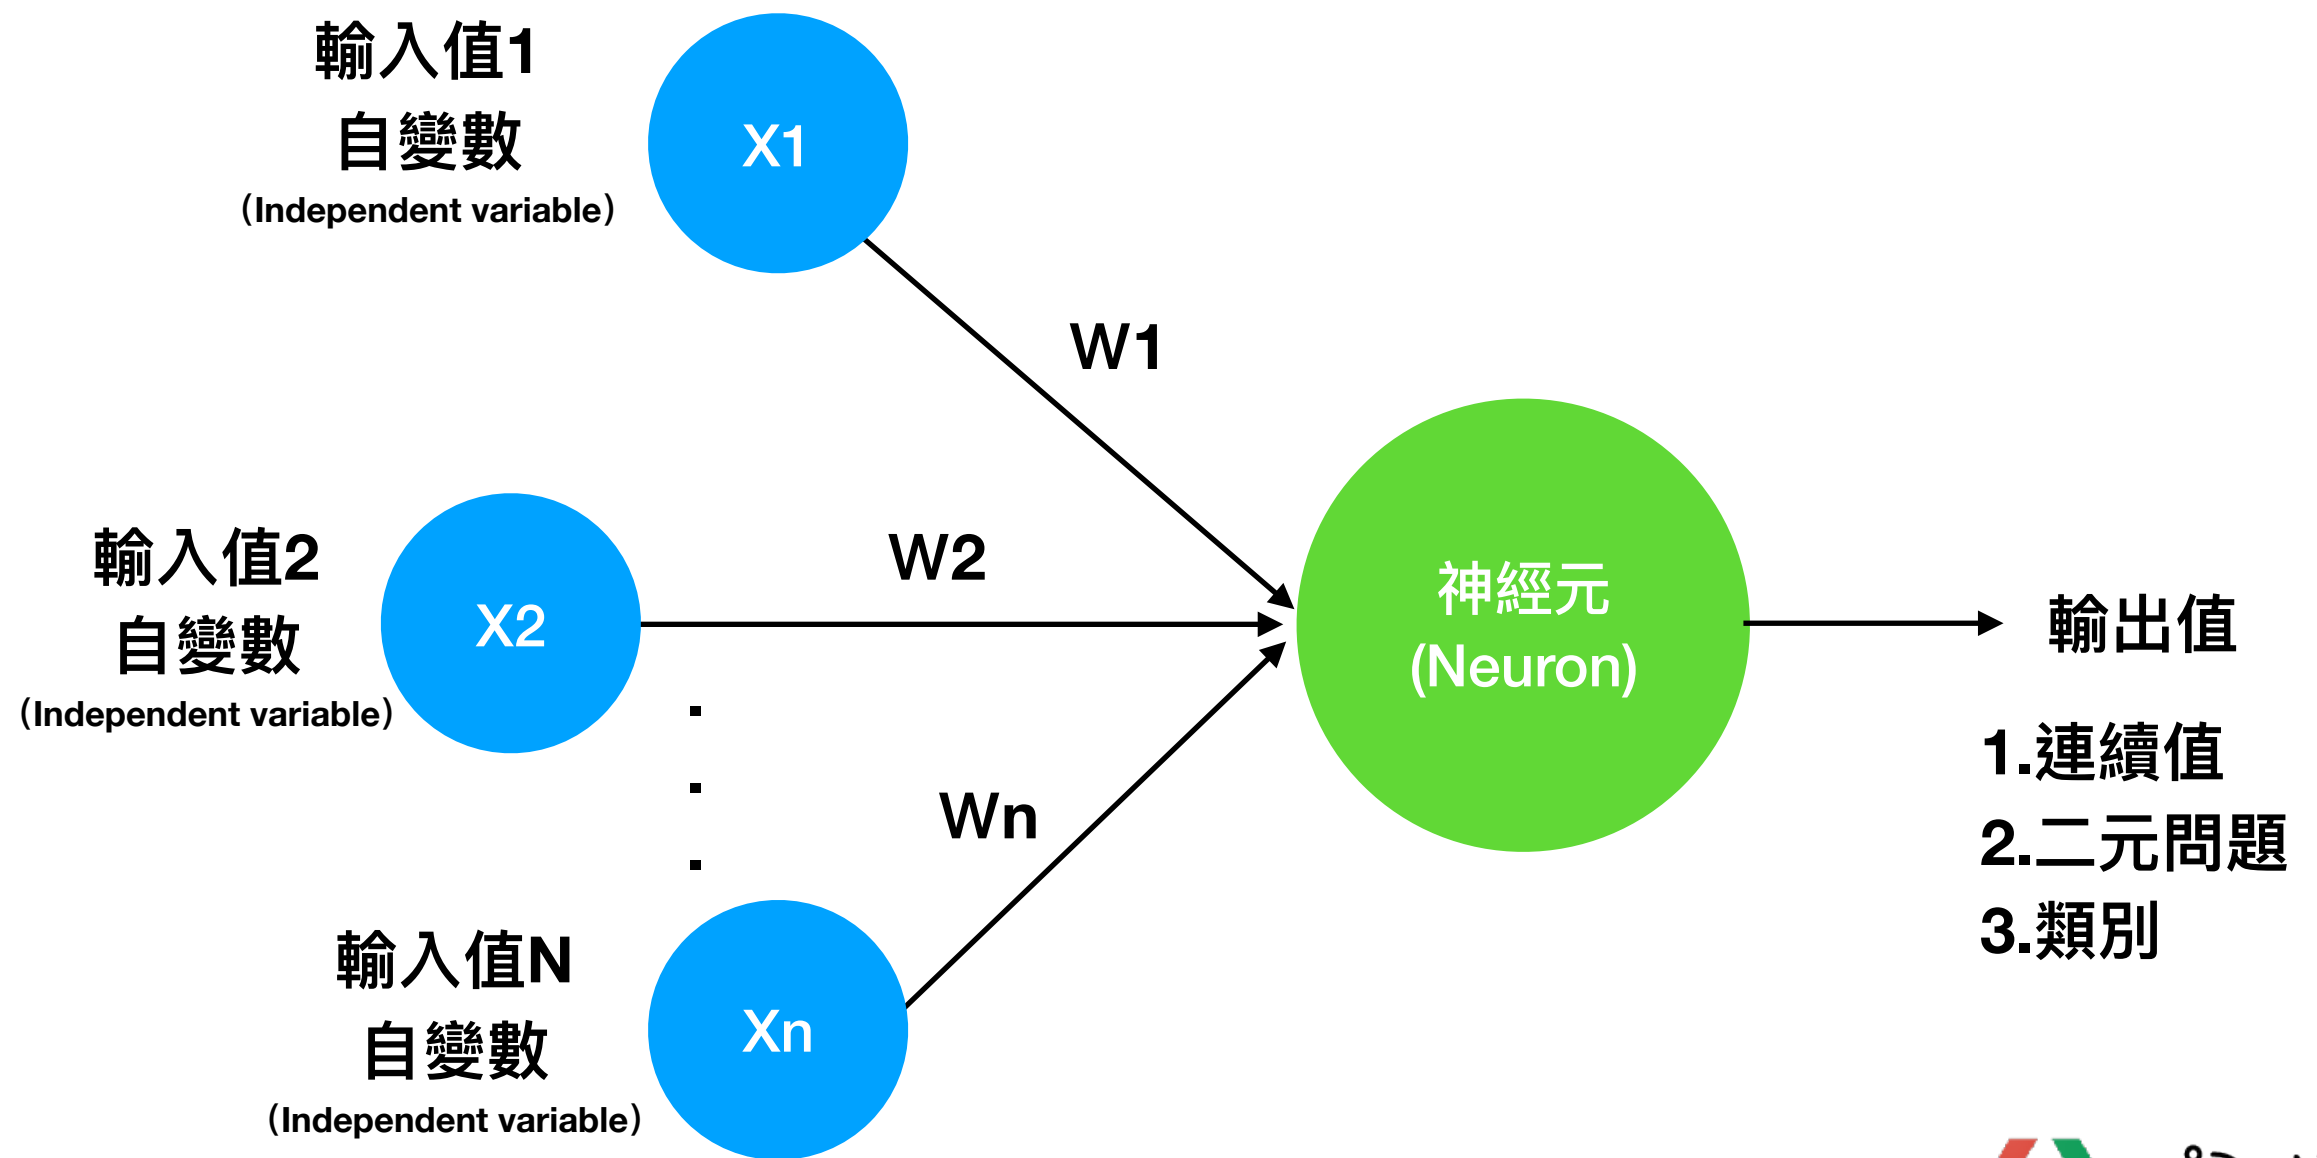 輸入值1
自變數
(Independent variable)
X1
W1
輸入值2
自變數
(Independent variable)
X2
W2
神經元
(Neuron)
輸出值
1.連續值
2.二元問題
3.類別
Wn
輸入值N
自變數
(Independent variable)
Xn